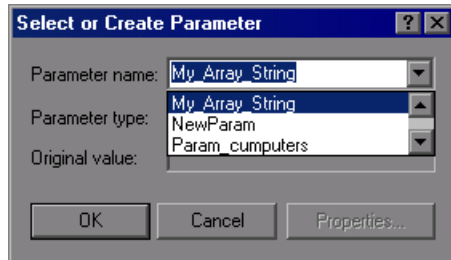 Select or Create Parameter
Parameter name: My_Array_String
My_Array_String
Parameter type:
NewParam
Param_cumputers
Original value:
OK Cancel Properties...